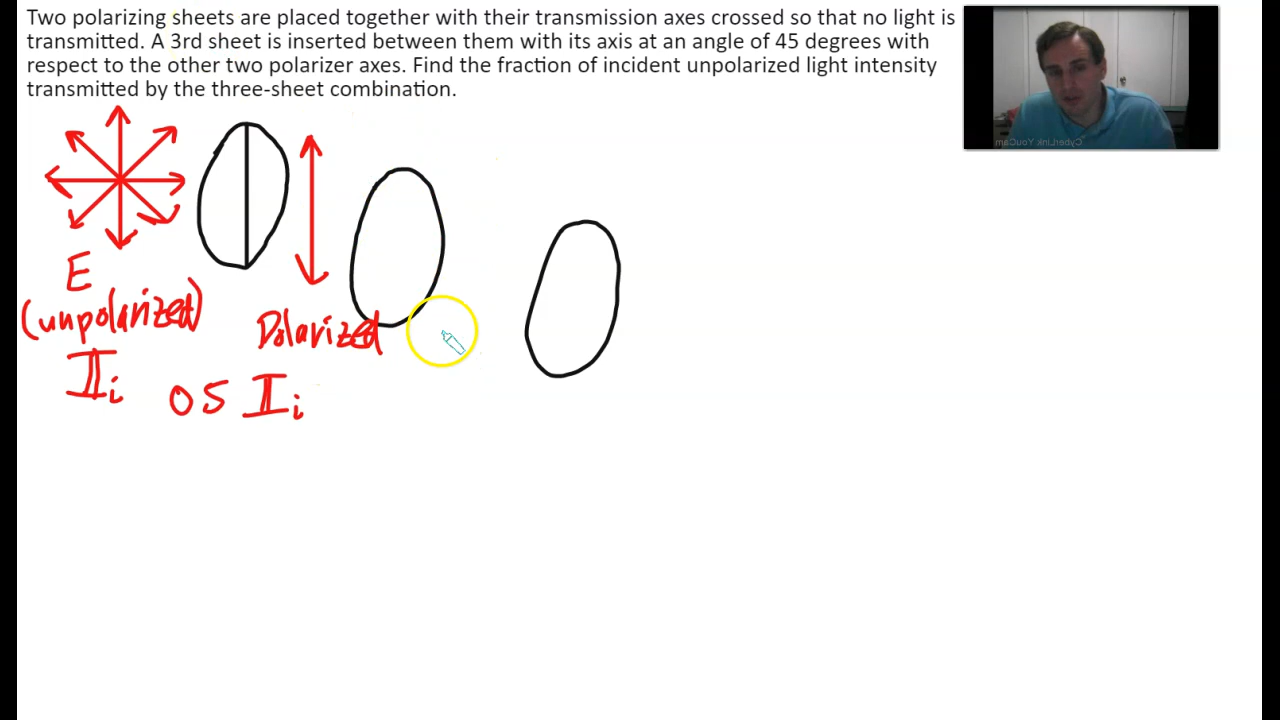 Two polarizing sheets are placed together with their transmission axes crossed so that no light is
transmitted. A 3rd sheet is inserted between them with its axis at an angle of 45 degrees with
respect to the other two polarizer axes. Find the fraction of incident unpolarized light intensity
transmitted by the three-sheet combination.
CyberLink YouCam
E
(unpolarized)
Polarized
Ii
05 Ii